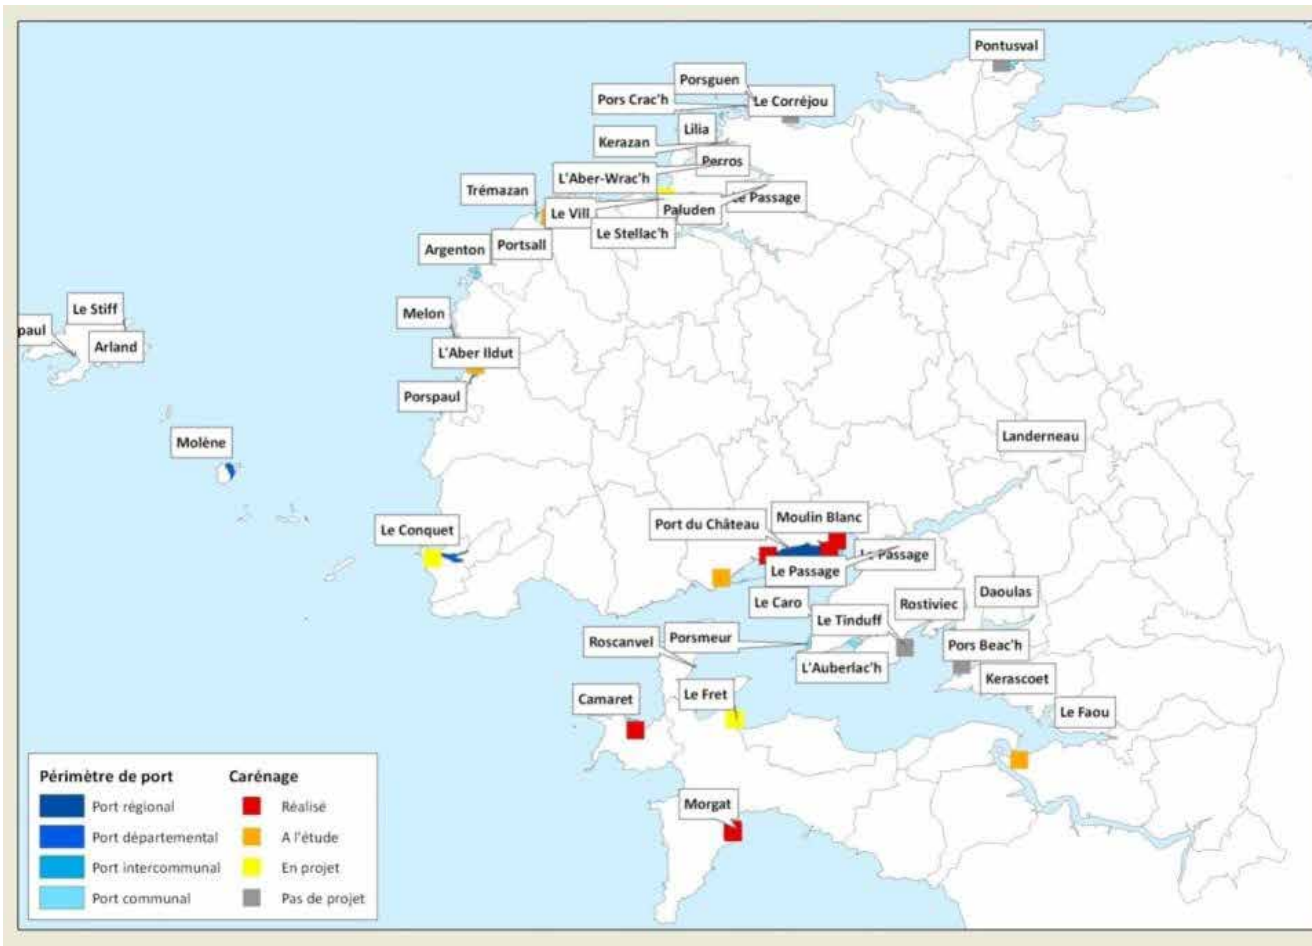 Pontusval
Porsguen
Pors Crac'h
Le Corréjou
Lilia
Kerazan
Perros
L'Aber-Wrac'h
Trémazan
Le Vill
Paluden
Le Passage
Le Stellac'h
Argenton
Portsall
Le Stiff
Melon
paul
Arland
L'Aber Ildut
Porspaul
Molène
Landerneau
Le Conquet
Port du Château
Moulin Blanc
Le Passage
Le Passage
Le Caro
Rostiviec
Daoulas
Le Tinduff
Roscanvel
Porsmeur
Pors Beac'h
L'Auberlac'h
Kerascoet
Camaret
Le Fret
Le Faou
Morgat
Périmètre de port
Port régional
Port départemental
Port intercommunal
Port communal
Carénage
Réalisé
A l'étude
En projet
Pas de projet